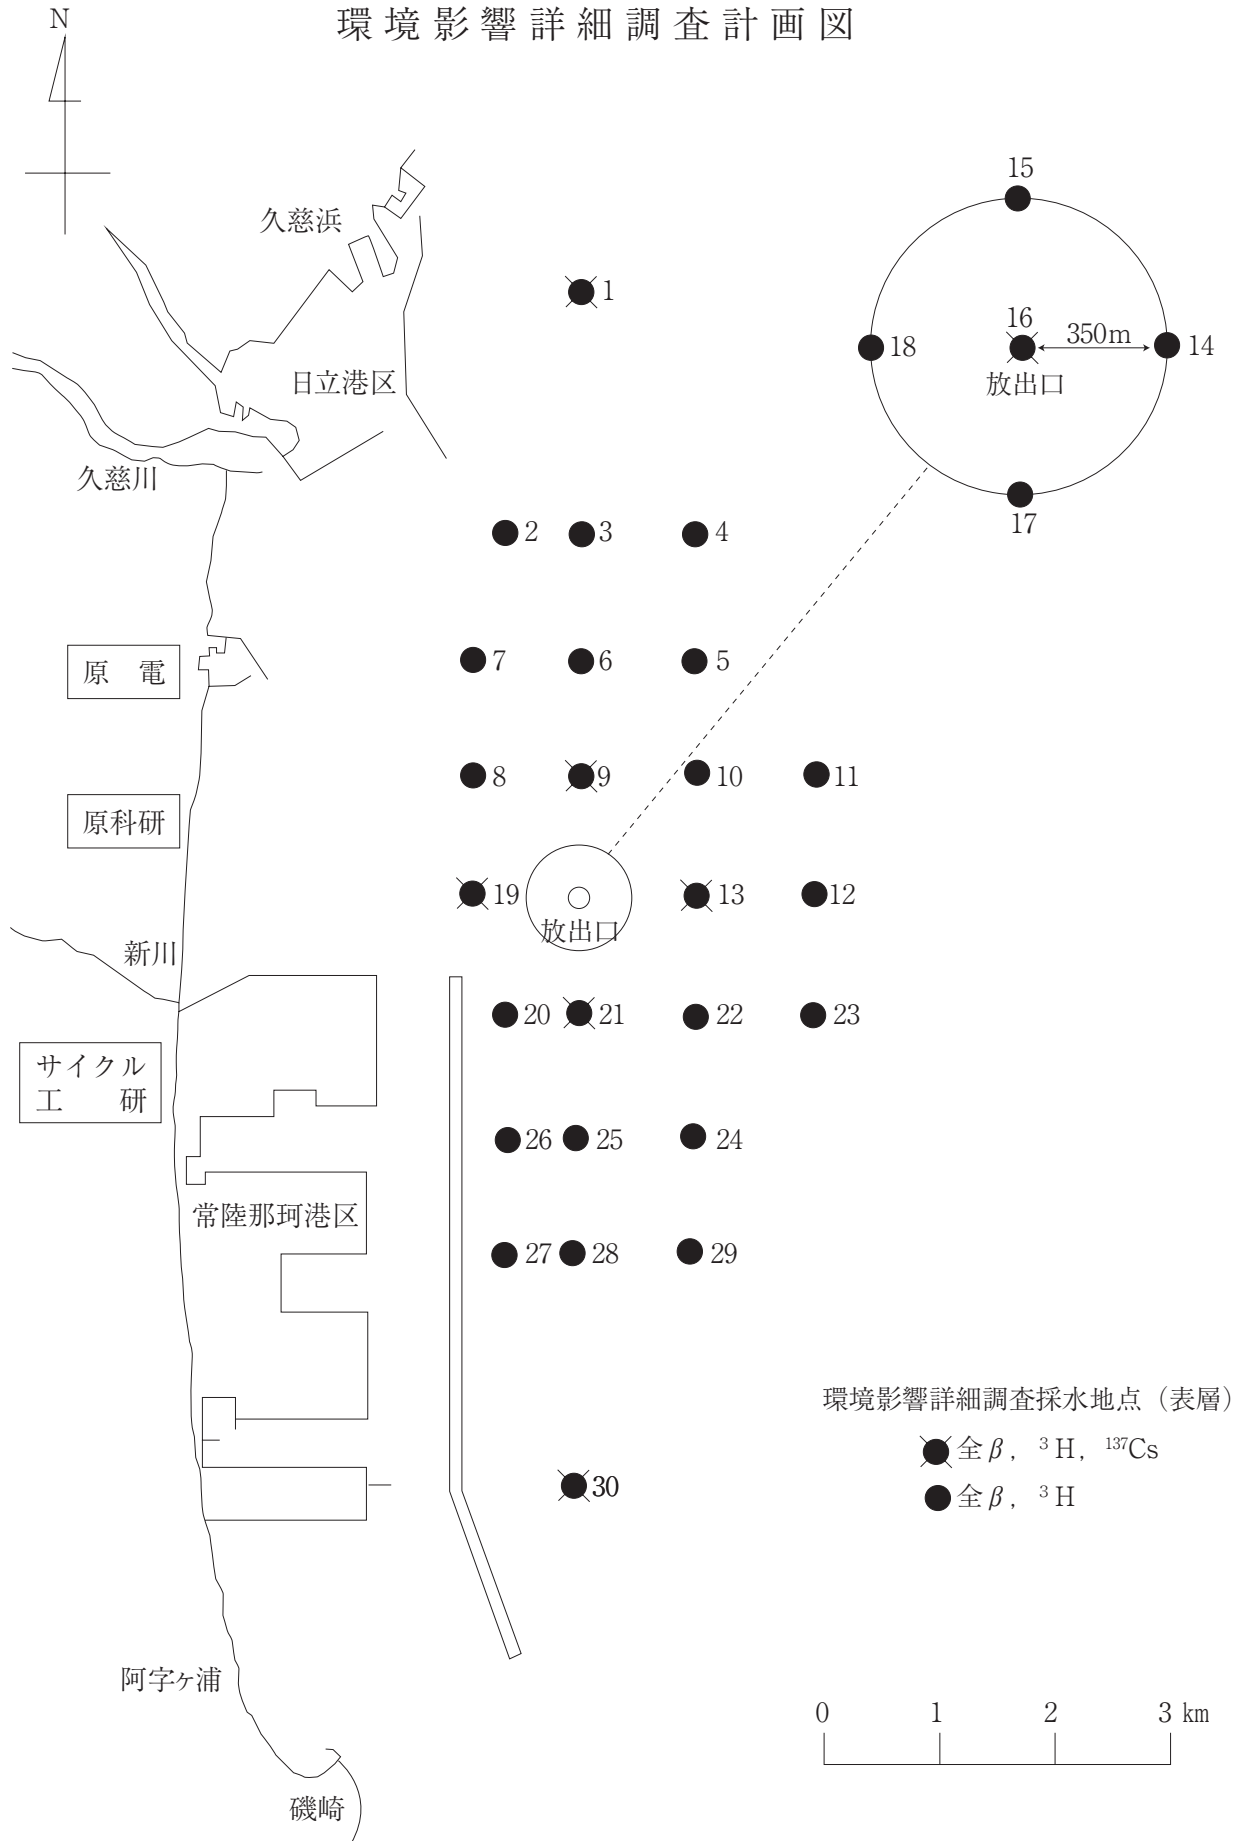 環境影響詳細調査計画図
N
久慈浜
1
日立港区
久慈川
15
16
350m
14
18
放出口
17
2
3
4
原 電
7
6
5
8
9
10
11
原科研
19
13
12
放出口
新川
20
21
22
23
サイクル
工 研
26
25
24
常陸那珂港区
27
28
29
30
環境影響詳細調査採水地点（表層）
全β，³H，¹³⁷Cs
全β，³H
阿字ヶ浦
0 1 2 3 km
磯崎